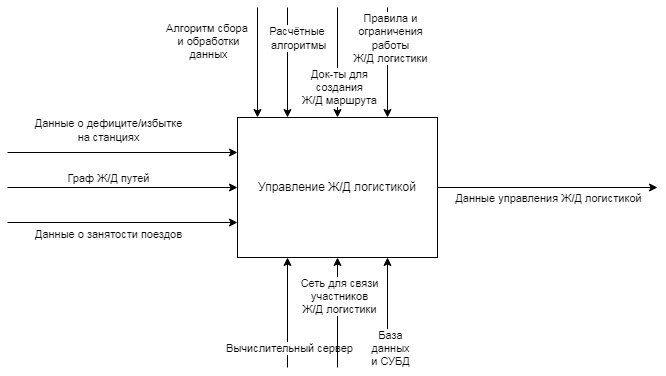 Алгоритм сбора
и обработки
данных
Расчётные
алгоритмы
Док-ты для
создания
Ж/Д маршрута
Правила и
ограничения
работы
Ж/Д логистики
Данные о дефиците/избытке
на станциях
Граф Ж/Д путей
Данные о занятости поездов
Управление Ж/Д логистикой
Данные управления Ж/Д логистикой
Вычислительный сервер
Сеть для связи
участников
Ж/Д логистики
База
данных
и СУБД